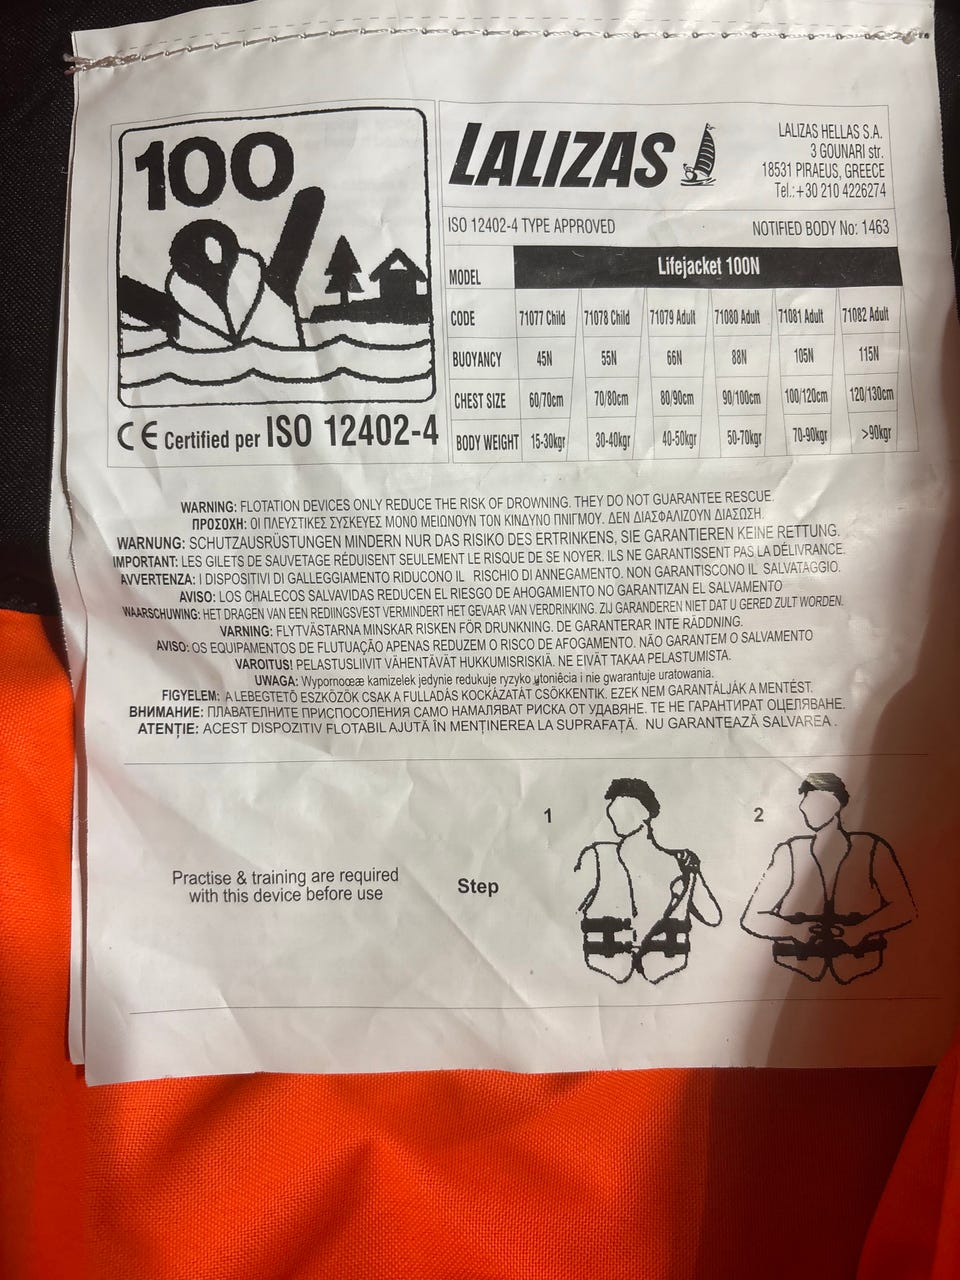 100
CE Certified per ISO 12402-4
LALIZAS
LALIZAS HELLAS S.A.
3 GOUNARI str.
18531 PIRAEUS, GREECE
Tel.:+30 210 4226274
ISO 12402-4 TYPE APPROVED NOTIFIED BODY No: 1463
MODEL Lifejacket 100N
CODE 71077 Child 71078 Child 71079 Adult 71080 Adult 71081 Adult 71082 Adult
BUOYANCY 45N 55N 66N 88N 105N 115N
CHEST SIZE 60/70cm 70/80cm 80/90cm 90/100cm 100/120cm 120/130cm
BODY WEIGHT 15-30kgr 30-40kgr 40-50kgr 50-70kgr 70-90kgr >90kgr
WARNING: FLOTATION DEVICES ONLY REDUCE THE RISK OF DROWNING. THEY DO NOT GUARANTEE RESCUE.
ΠΡΟΣΟΧΗ: ΟΙ ΠΛΕΥΣΤΙΚΕΣ ΣΥΣΚΕΥΕΣ ΜΟΝΟ ΜΕΙΩΝΟΥΝ ΤΟΝ ΚΙΝΔΥΝΟ ΠΝΙΓΜΟΥ. ΔΕΝ ΔΙΑΣΦΑΛΙΖΟΥΝ ΔΙΑΣΩΣΗ.
WARNUNG: SCHUTZAUSRÜSTUNGEN MINDERN NUR DAS RISIKO DES ERTRINKENS, SIE GARANTIEREN KEINE RETTUNG.
IMPORTANT: LES GILETS DE SAUVETAGE RÉDUISENT SEULEMENT LE RISQUE DE SE NOYER. ILS NE GARANTISSENT PAS LA DÉLIVRANCE.
AVVERTENZA: I DISPOSITIVI DI GALLEGGIAMENTO RIDUCONO IL RISCHIO DI ANNEGAMENTO. NON GARANTISCONO IL SALVATAGGIO.
AVISO: LOS CHALECOS SALVAVIDAS REDUCEN EL RIESGO DE AHOGAMIENTO NO GARANTIZAN EL SALVAMENTO
WAARSCHUWING: HET DRAGEN VAN EEN REDIINGSVEST VERMINDERT HET GEVAAR VAN VERDRINKING. ZIJ GARANDEREN NIET DAT U GERED ZULT WORDEN.
VARNING: FLYTVÄSTARNA MINSKAR RISKEN FÖR DRUNKNING. DE GARANTERAR INTE RÄDDNING.
AVISO: OS EQUIPAMENTOS DE FLUTUAÇÃO APENAS REDUZEM O RISCO DE AFOGAMENTO. NÃO GARANTEM O SALVAMENTO
VAROITUS! PELASTUSLIIVIT VÄHENTÄVÄT HUKKUMISRISKIÄ. NE EIVÄT TAKAA PELASTUMISTA.
UWAGA: Wypornoœæ kamizelek jedynie redukuje ryzyko utoniêcia i nie gwarantuje uratowania.
FIGYELEM: A LEBEGTETÕ ESZKÖZÖK CSAK A FULLADÁS KOCKÁZATÁT CSÖKKENTIK. EZEK NEM GARANTÁLJÁK A MENTÉST.
ВНИМАНИЕ: ПЛАВАТЕЛНИТЕ ПРИСПОСОЛЕНИЯ САМО НАМАЛЯВАТ РИСКА ОТ УДАВЯНЕ. ТЕ НЕ ГАРАНТИРАТ ОЦЕЛЯВАНЕ.
ATENȚIE: ACEST DISPOZITIV FLOTABIL AJUTĂ ÎN MENȚINEREA LA SUPRAFAȚĂ. NU GARANTEAZĂ SALVAREA.
Practise & training are required
with this device before use
Step
1
2